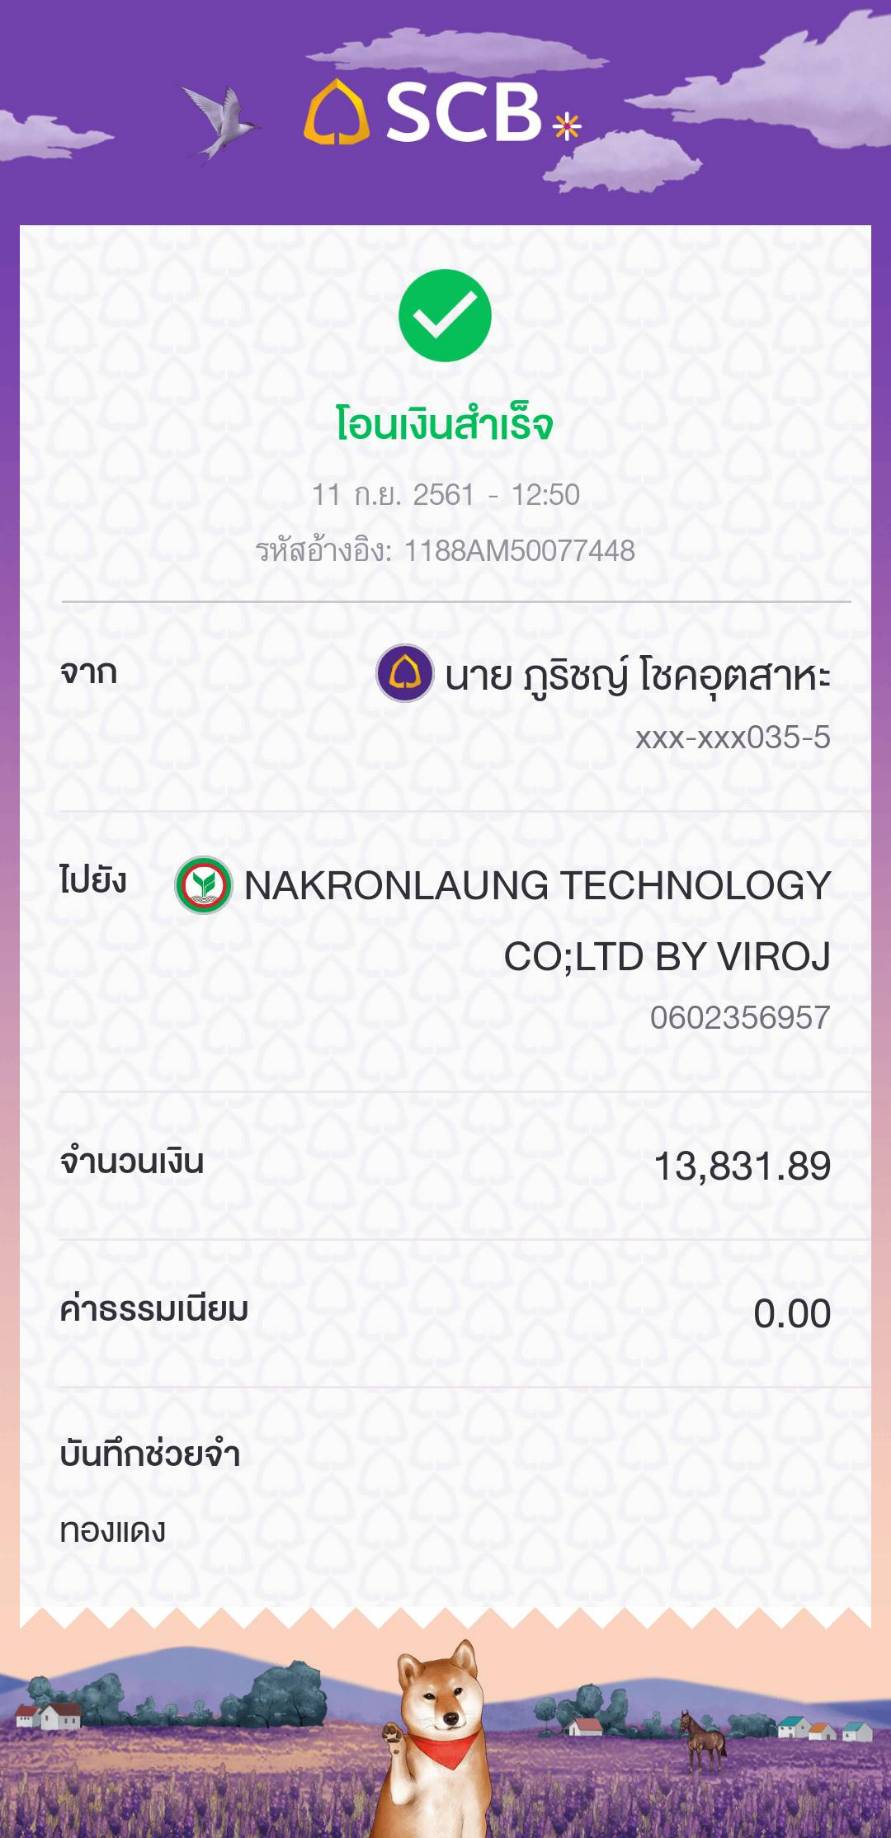 SCB
โอนเงินสำเร็จ
11 ก.ย. 2561 - 12:50
รหัสอ้างอิง: 1188AM50077448
จาก
นาย ภูริชญ์ โชคอุตสาหะ
xxx-xxx035-5
ไปยัง
NAKRONLAUNG TECHNOLOGY
CO;LTD BY VIROJ
0602356957
จำนวนเงิน 13,831.89
ค่าธรรมเนียม 0.00
บันทึกช่วยจำ
ทองแดง